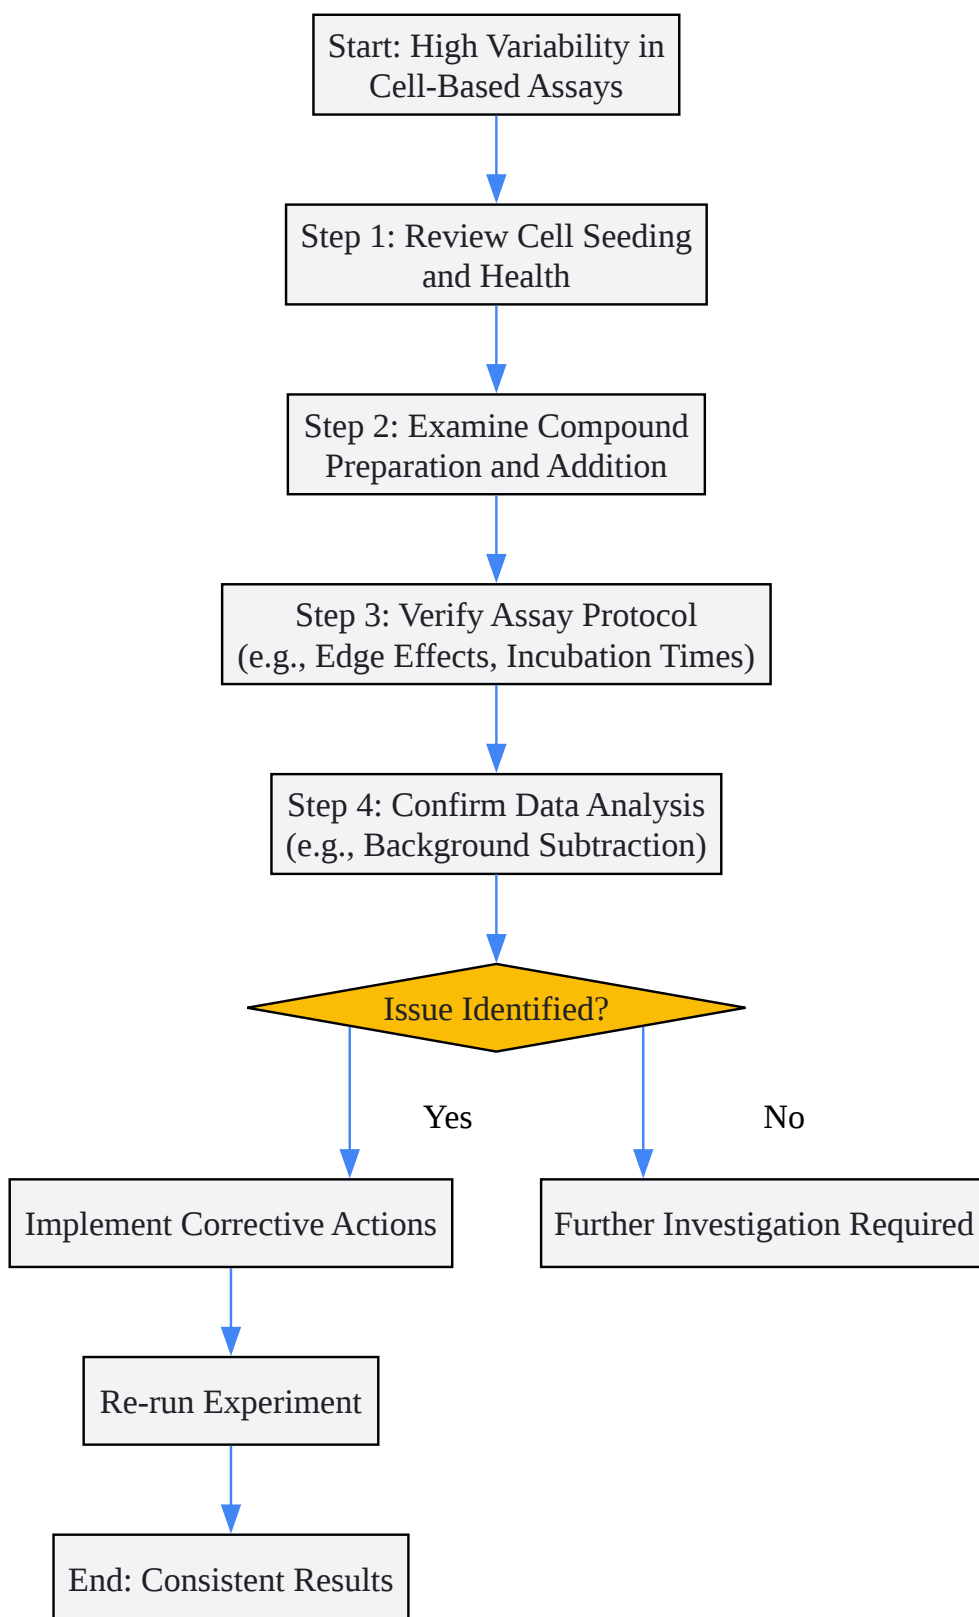 Start: High Variability in
Cell-Based Assays
Step 1: Review Cell Seeding
and Health
Step 2: Examine Compound
Preparation and Addition
Step 3: Verify Assay Protocol
(e.g., Edge Effects, Incubation Times)
Step 4: Confirm Data Analysis
(e.g., Background Subtraction)
Issue Identified?
Yes
No
Implement Corrective Actions
Further Investigation Required
Re-run Experiment
End: Consistent Results